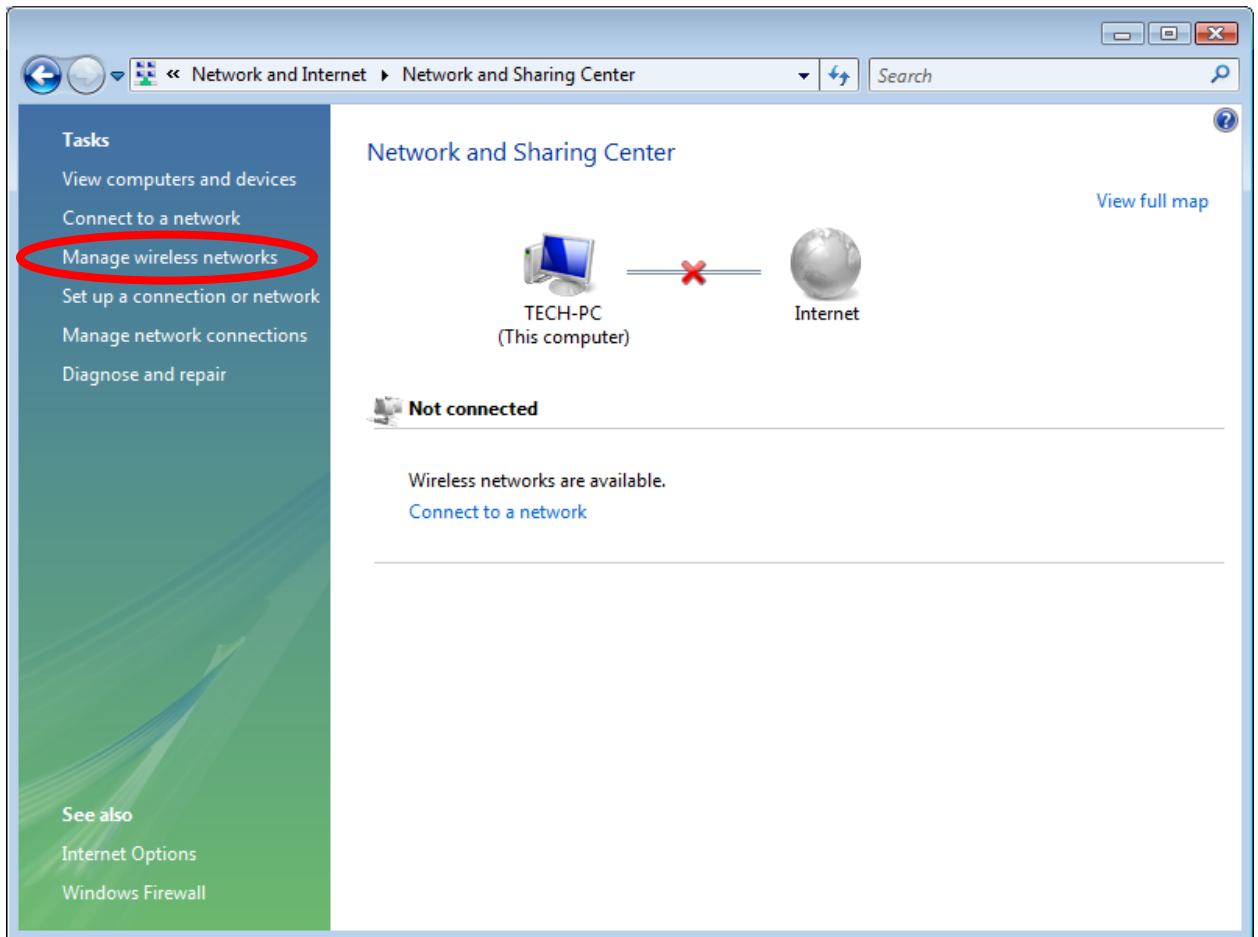 « Network and Internet ▸ Network and Sharing Center
Search
Tasks
View computers and devices
Connect to a network
Manage wireless networks
Set up a connection or network
Manage network connections
Diagnose and repair
See also
Internet Options
Windows Firewall
Network and Sharing Center
View full map
TECH-PC
(This computer)
Internet
Not connected
Wireless networks are available.
Connect to a network